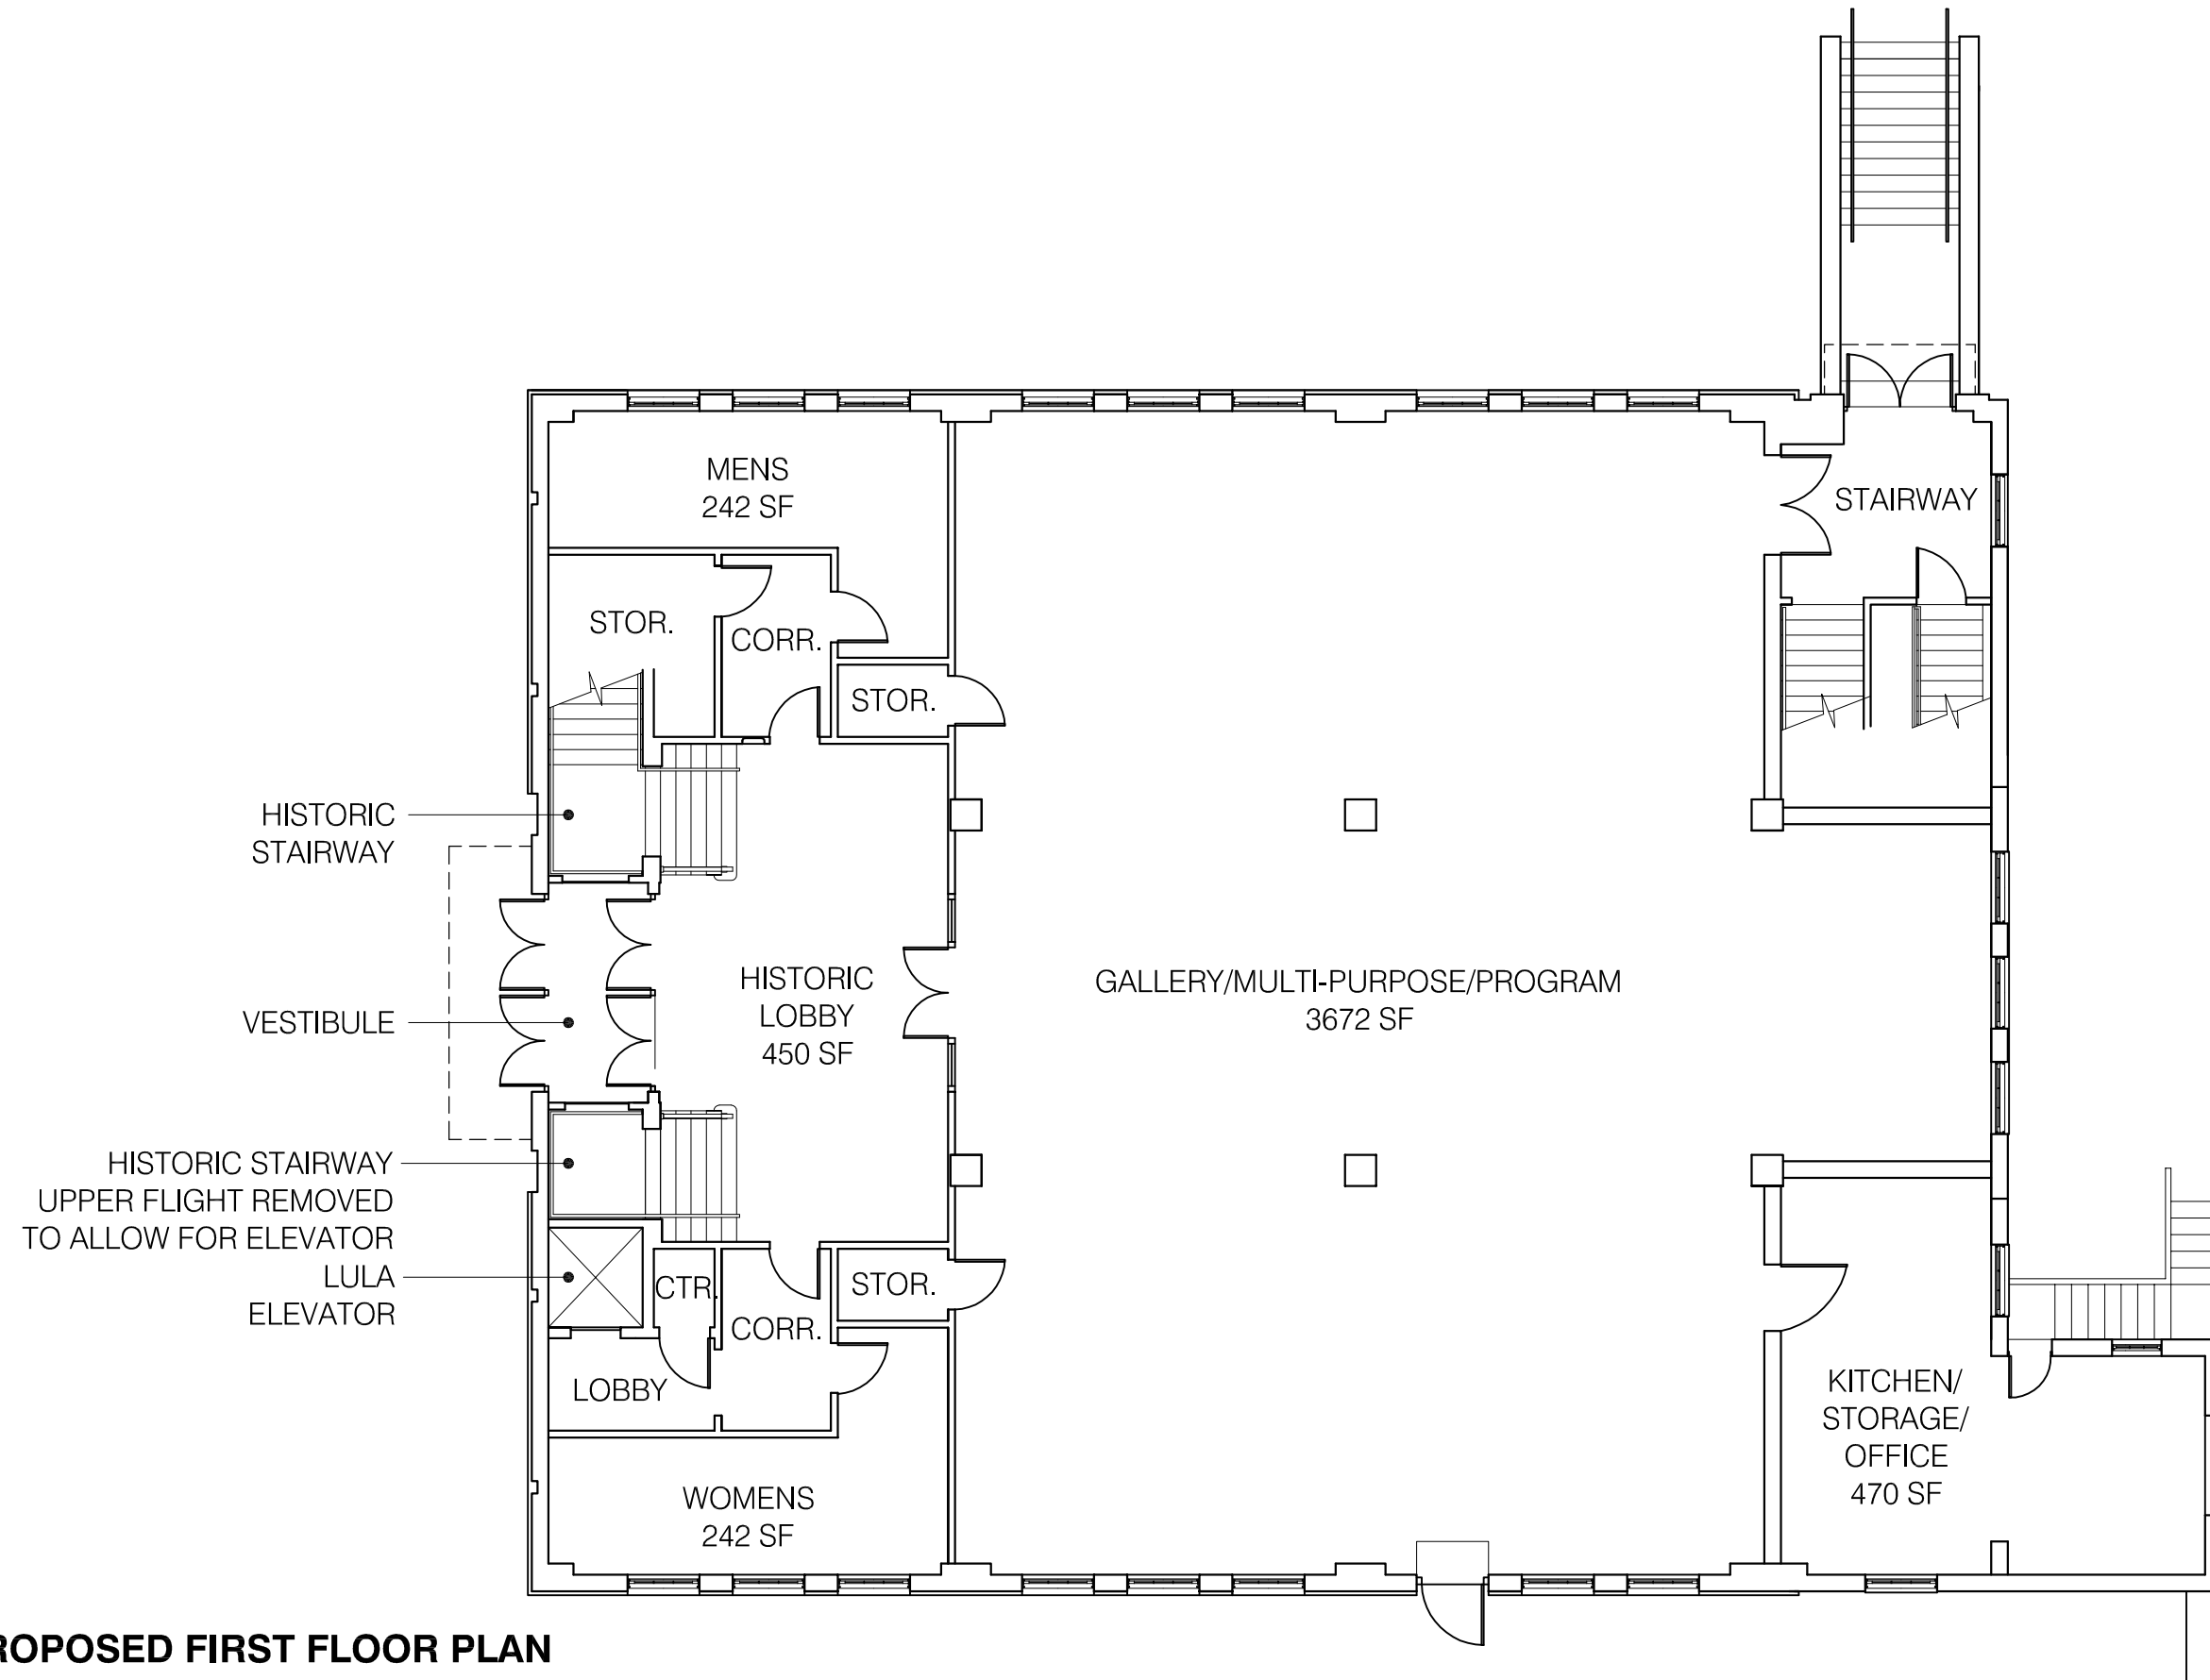 MENS
242 SF
STAIRWAY
STOR.
CORR.
STOR.
HISTORIC
STAIRWAY
HISTORIC
LOBBY
450 SF
GALLERY/MULTI-PURPOSE/PROGRAM
3672 SF
VESTIBULE
HISTORIC STAIRWAY
UPPER FLIGHT REMOVED
TO ALLOW FOR ELEVATOR
LULA
ELEVATOR
CTR.
STOR.
CORR.
LOBBY
KITCHEN/
STORAGE/
OFFICE
470 SF
WOMENS
242 SF
ROPOSED FIRST FLOOR PLAN